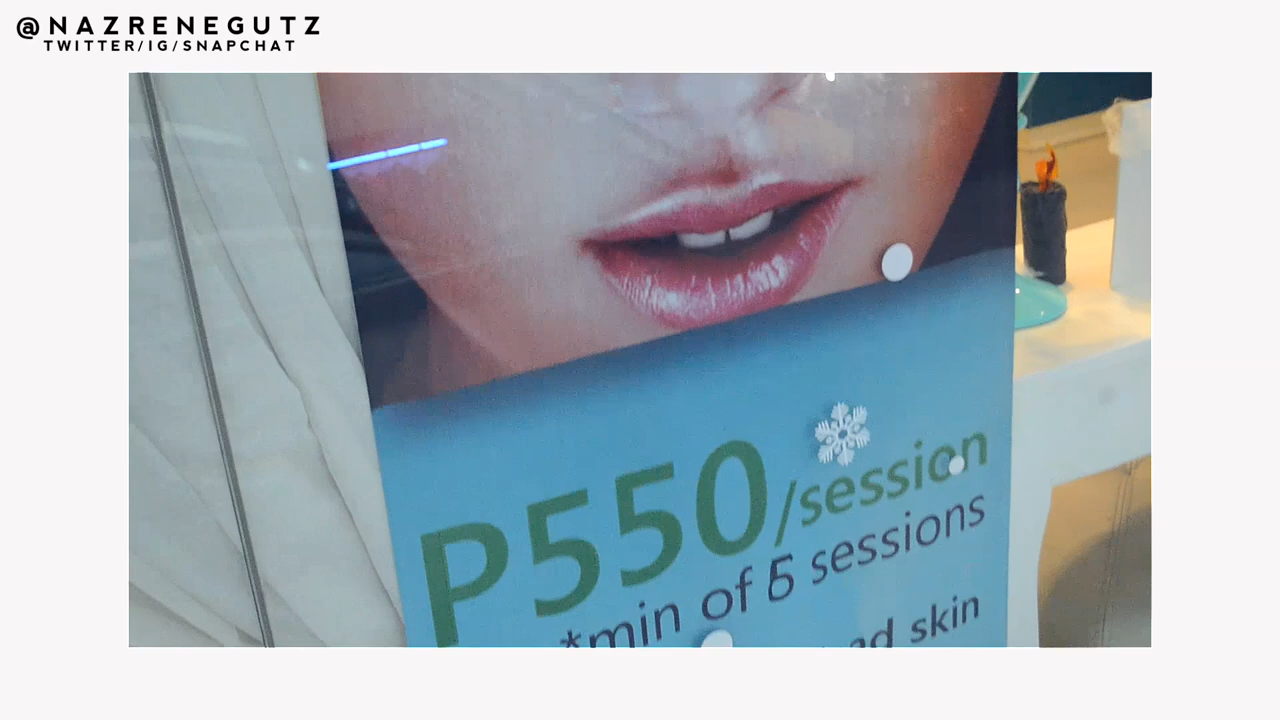 @NAZRENEGUTZ
TWITTER/IG/SNAPCHAT
P550/session
*min of 5 sessions
skin